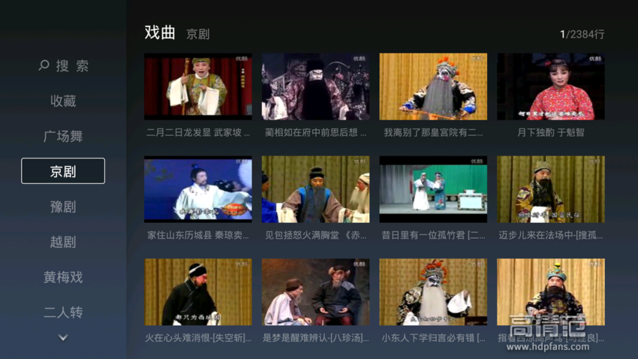 戏曲 京剧
1/2384行
搜 索
收藏
广场舞
京剧
豫剧
越剧
黄梅戏
二人转
二月二日龙发显 武家坡 ...
蔺相如在府中前思后想 ...
我离别了那皇宫院有二...
月下独酌 于魁智
家住山东历城县 秦琼卖...
见包拯怒火满胸膛 《赤...
昔日里有一位孤竹君 [二...
迈步儿来在法场中-[搜孤...
火在心头难消恨-[失空斩]
是梦是醒难辨认-[八珍汤]
小东人下学归言必有错 [...
高清范
www.hdpfans.com